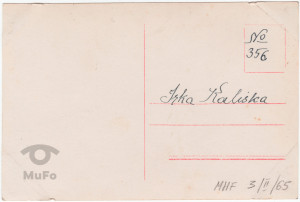 No
356
Irka Kaliska
MuFo
MHF 3/II/65